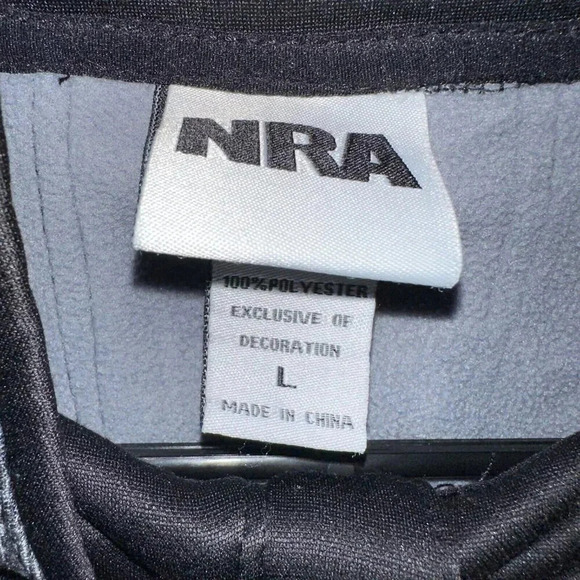 NRA
100%POLYESTER
EXCLUSIVE OF
DECORATION
L
MADE IN CHINA